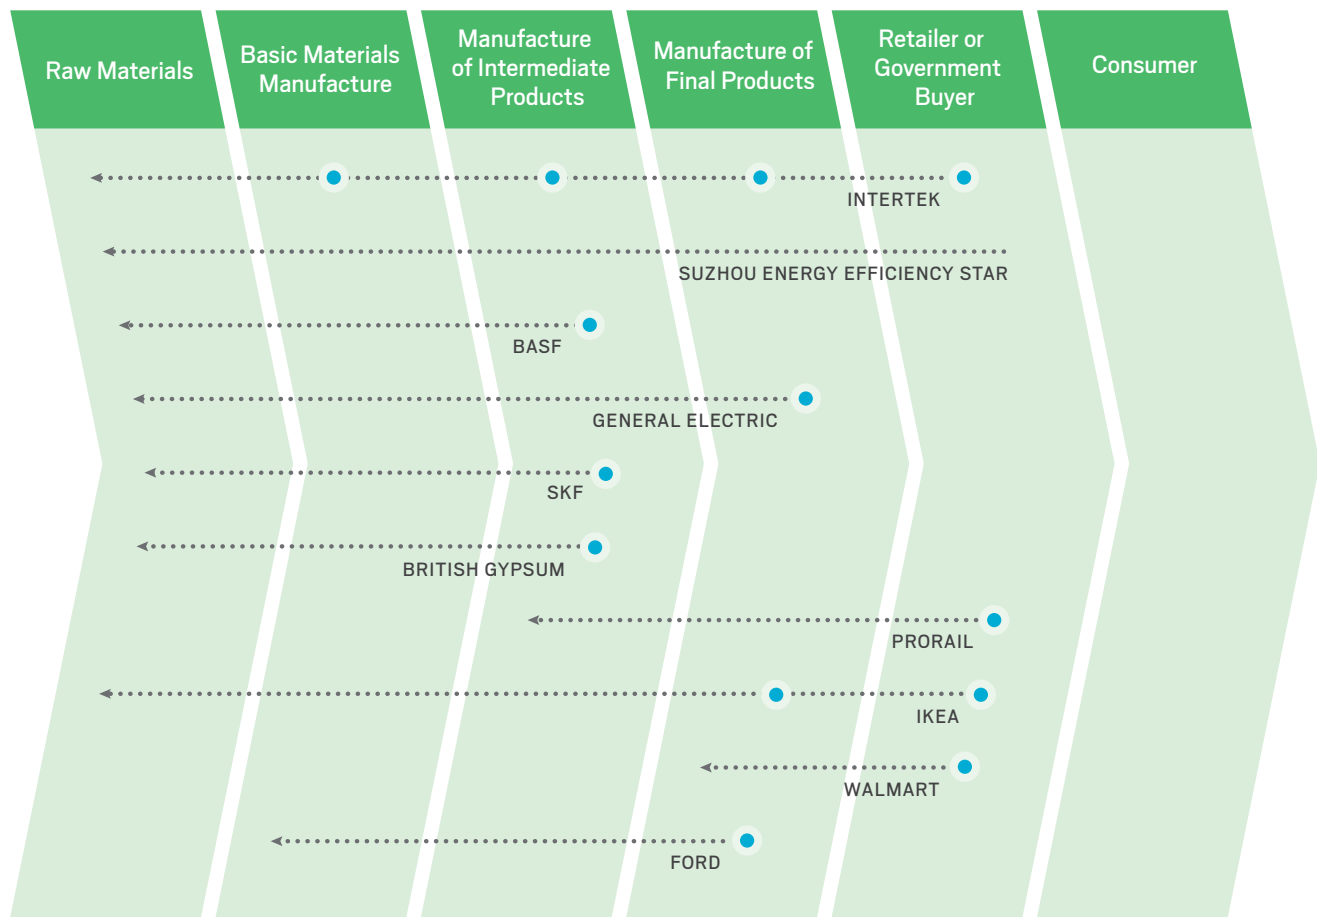 Raw Materials
Basic Materials
Manufacture
Manufacture
of Intermediate
Products
Manufacture of
Final Products
Retailer or
Government
Buyer
Consumer
INTERTEK
SUZHOU ENERGY EFFICIENCY STAR
BASF
GENERAL ELECTRIC
SKF
BRITISH GYPSUM
PRORAIL
IKEA
WALMART
FORD